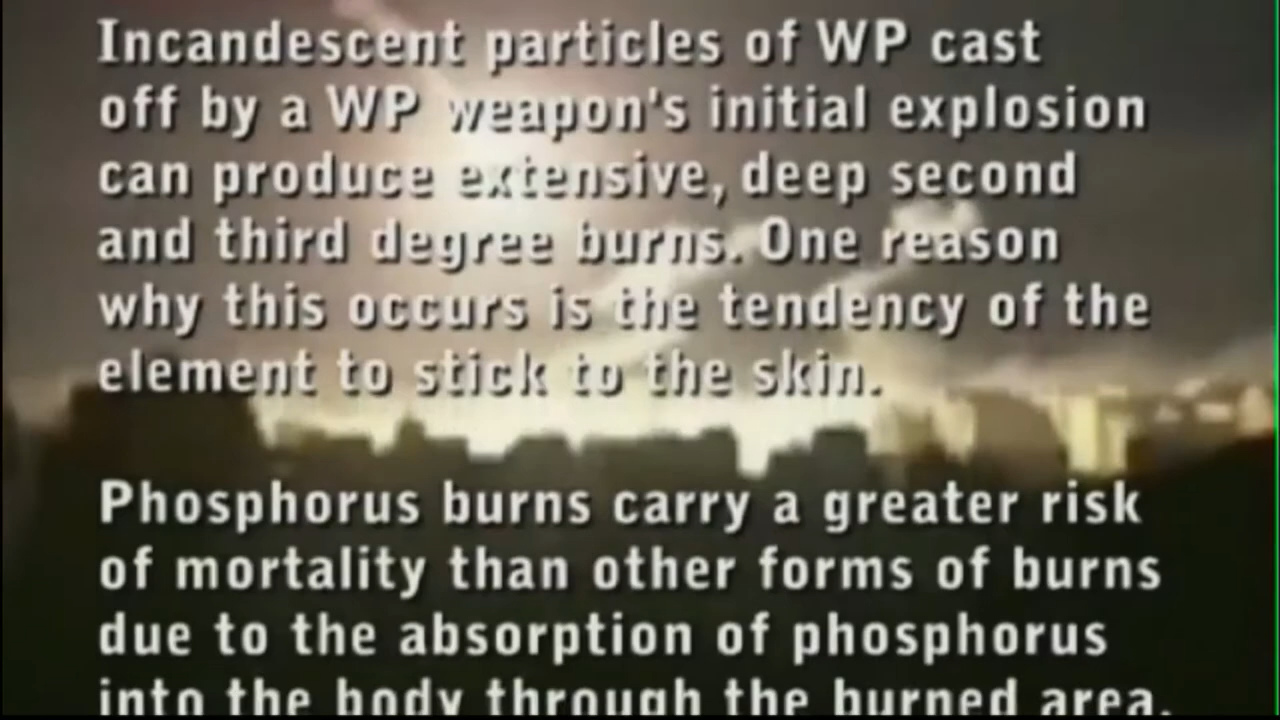 Incandescent particles of WP cast
off by a WP weapon's initial explosion
can produce extensive, deep second
and third degree burns. One reason
why this occurs is the tendency of the
element to stick to the skin.
Phosphorus burns carry a greater risk
of mortality than other forms of burns
due to the absorption of phosphorus
into the body through the burned area.